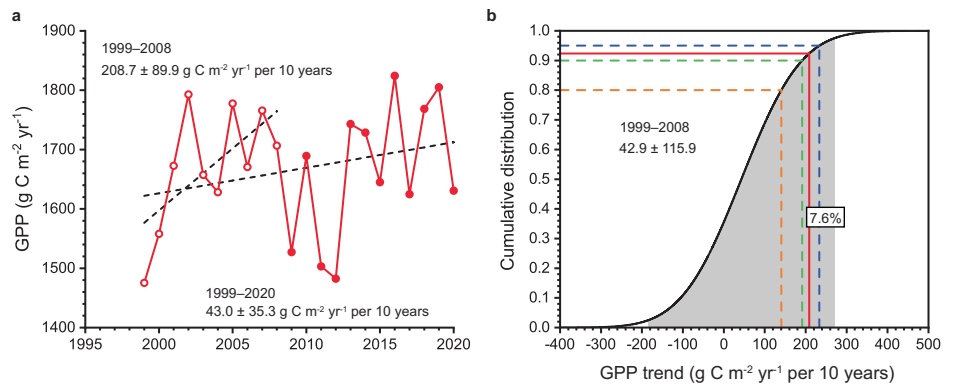 a
1900
1800
1700
1600
1500
1400
GPP (g C m⁻² yr⁻¹)
1999–2008
208.7 ± 89.9 g C m⁻² yr⁻¹ per 10 years
1999–2020
43.0 ± 35.3 g C m⁻² yr⁻¹ per 10 years
1995 2000 2005 2010 2015 2020
b
1.0
0.9
0.8
0.7
0.6
0.5
0.4
0.3
0.2
0.1
0.0
Cumulative distribution
1999–2008
42.9 ± 115.9
7.6%
-400 -300 -200 -100 0 100 200 300 400 500
GPP trend (g C m⁻² yr⁻¹ per 10 years)